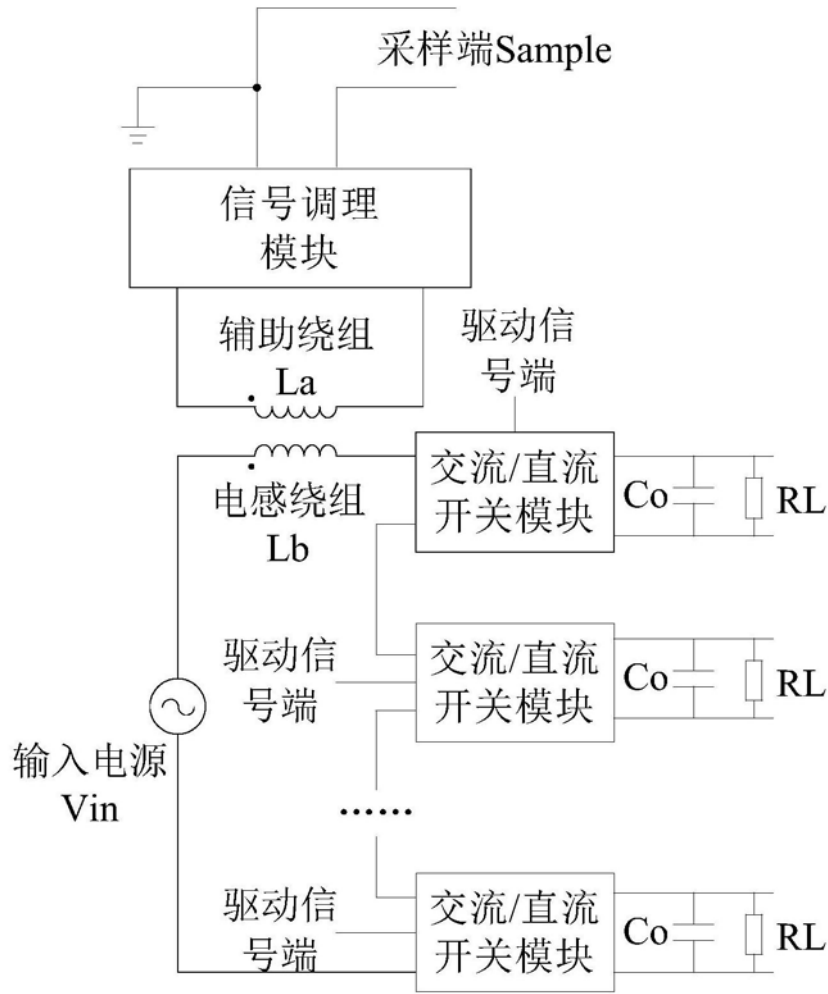 采样端Sample
信号调理
模块
辅助绕组
La
驱动信
号端
电感绕组
Lb
交流/直流
开关模块
Co
RL
驱动信
号端
交流/直流
开关模块
Co
RL
输入电源
Vin
······
驱动信
号端
交流/直流
开关模块
Co
RL